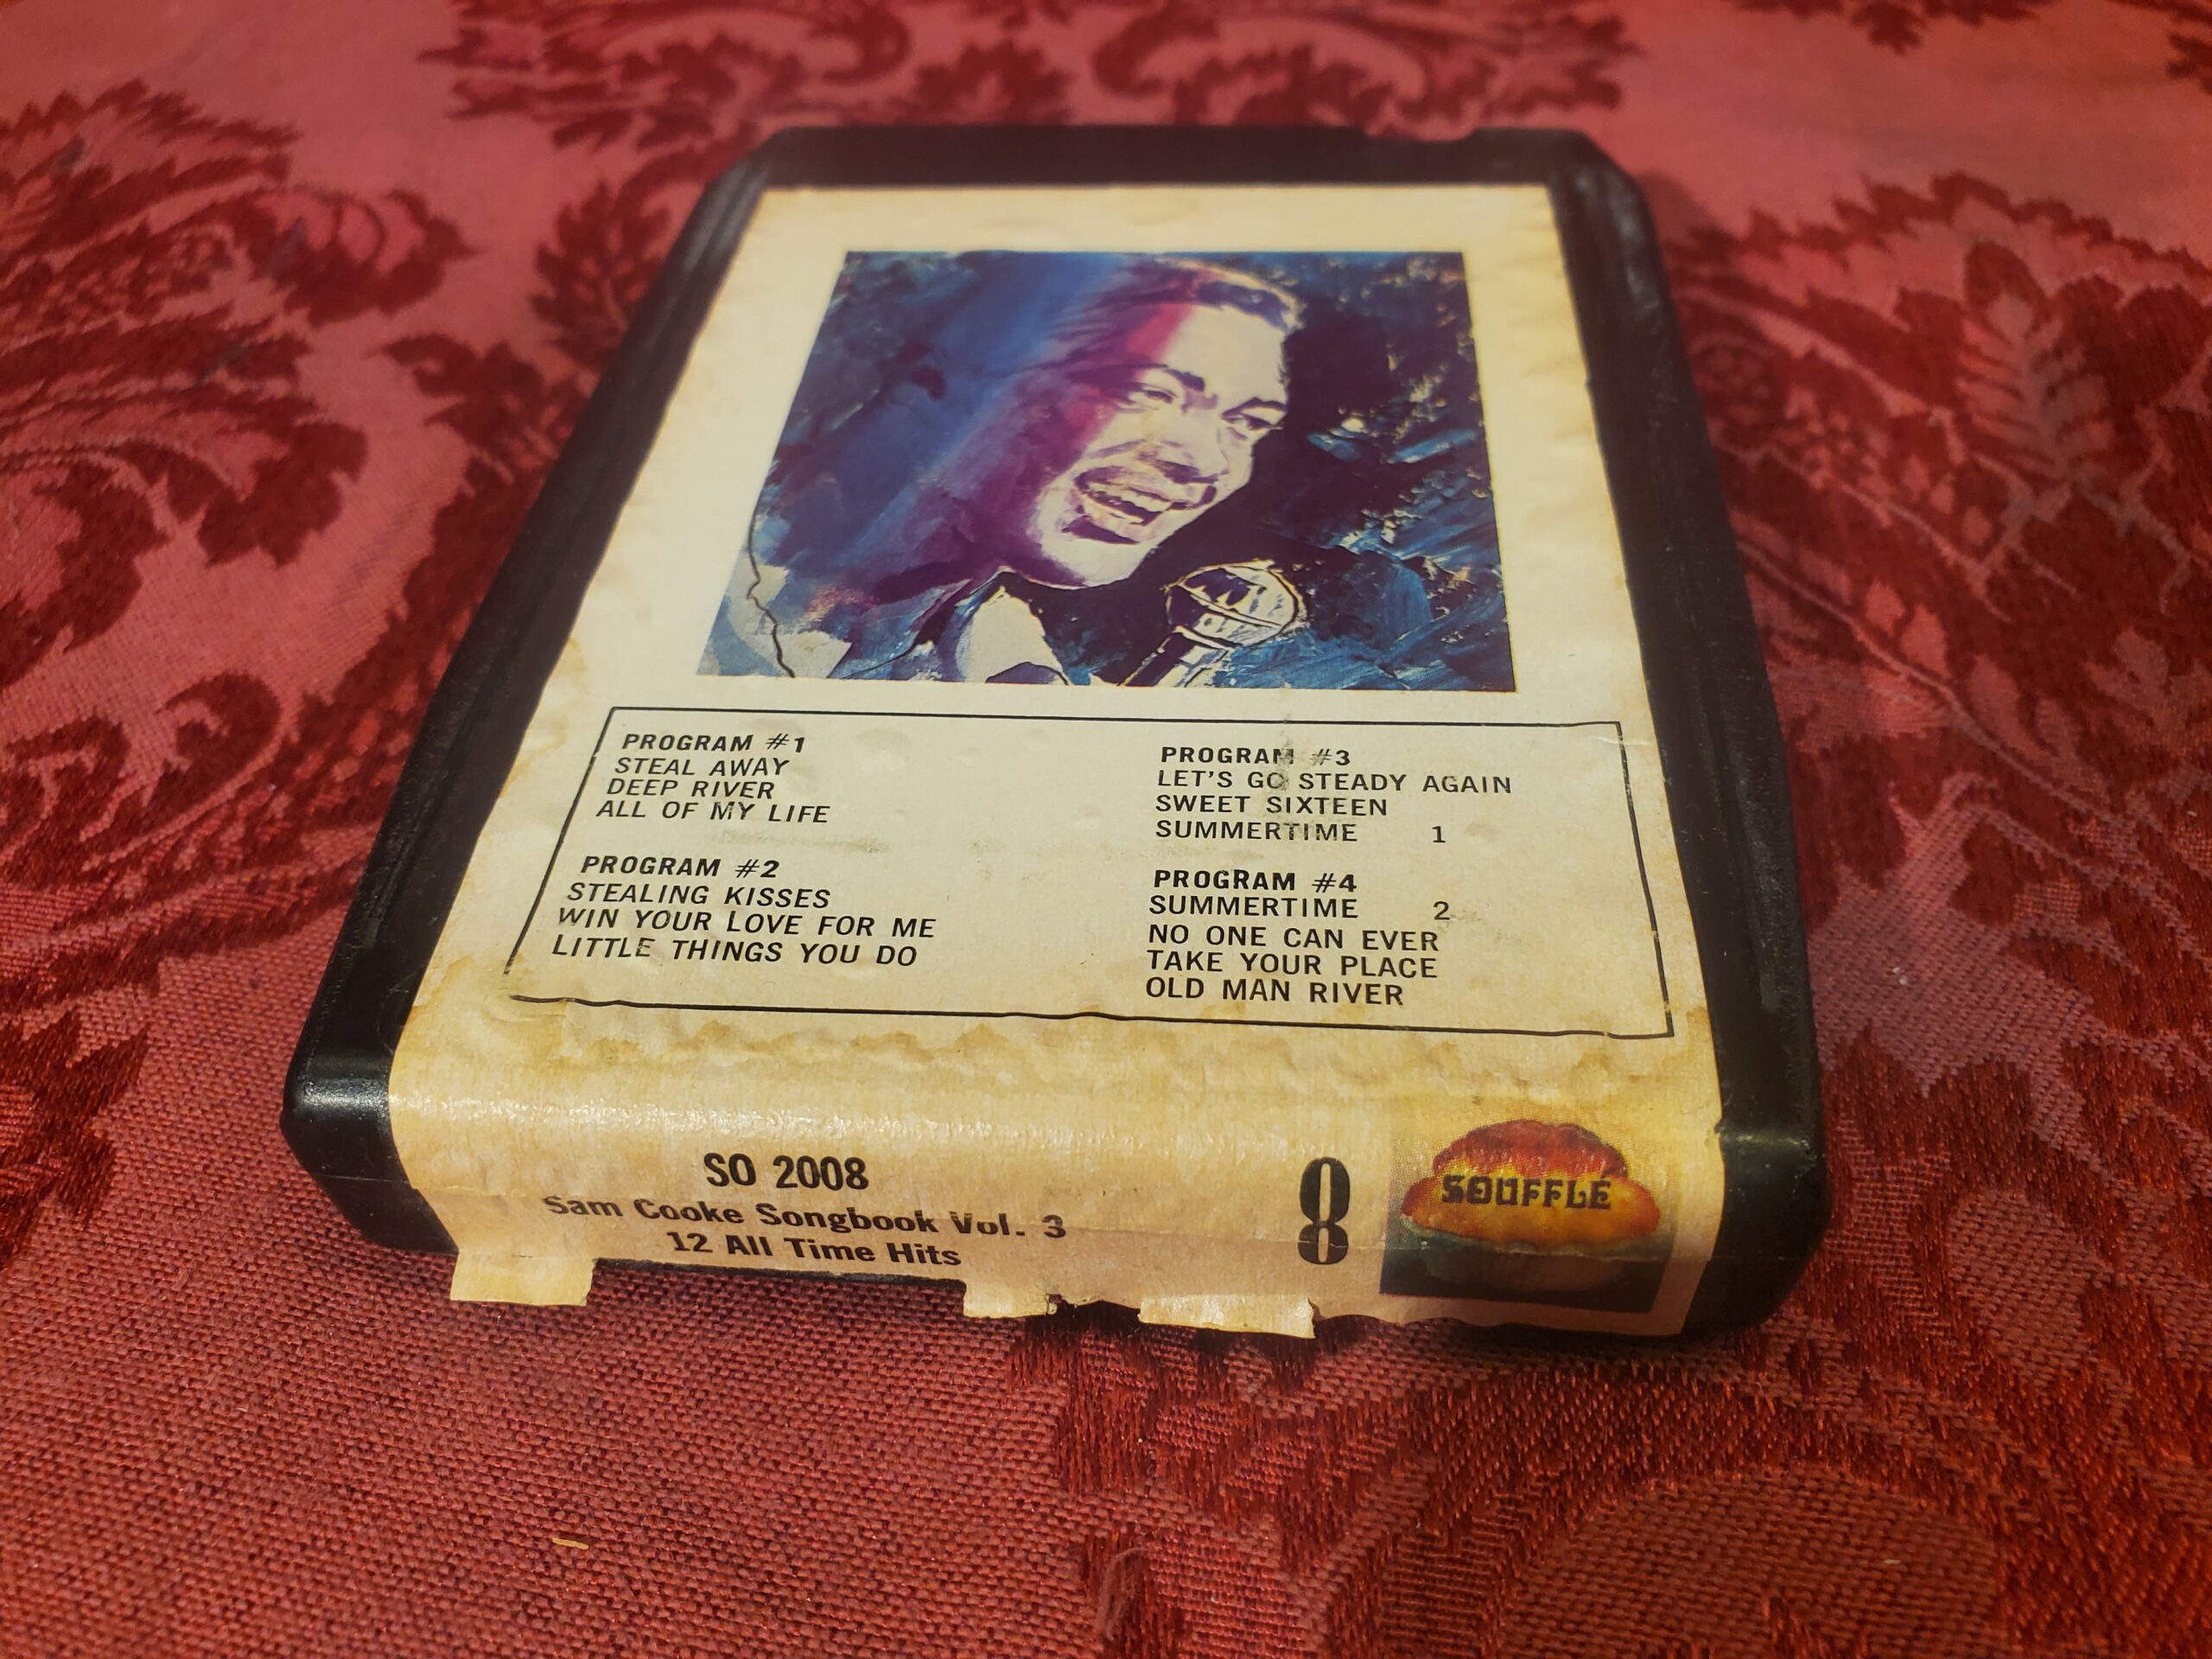 PROGRAM #1
STEAL AWAY
DEEP RIVER
ALL OF MY LIFE
PROGRAM #2
STEALING KISSES
WIN YOUR LOVE FOR ME
LITTLE THINGS YOU DO
PROGRAM #3
LET'S GO STEADY AGAIN
SWEET SIXTEEN
SUMMERTIME 1
PROGRAM #4
SUMMERTIME 2
NO ONE CAN EVER
TAKE YOUR PLACE
OLD MAN RIVER
SO 2008
Sam Cooke Songbook Vol. 3
12 All Time Hits
8
SOUFFLÉ